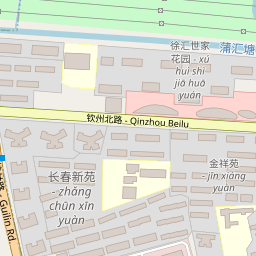 徐汇世家
花园 - xú
huì shì
jiā huā
yuán
蒲汇塘
钦州北路 - Qinzhou Beilu
长春新苑
- zhǎng
chūn xīn
yuàn
金祥苑
- jīn xiáng
yuàn
- Guilin Rd.